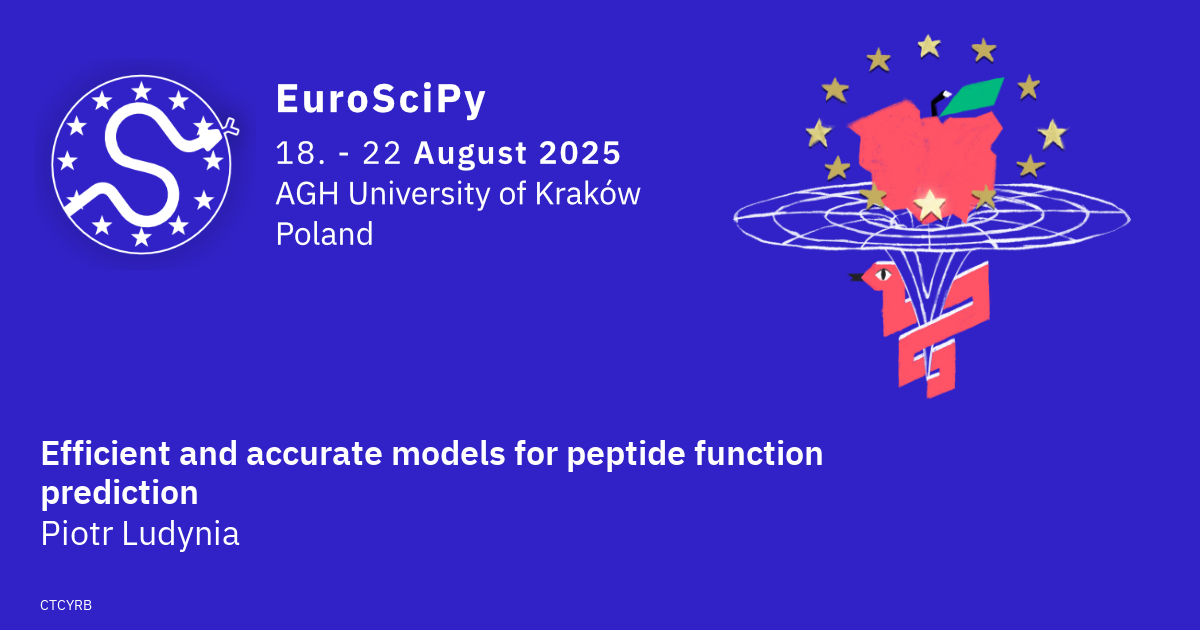 EuroSciPy
18. - 22 August 2025
AGH University of Kraków
Poland
Efficient and accurate models for peptide function
prediction
Piotr Ludynia
CTCYRB